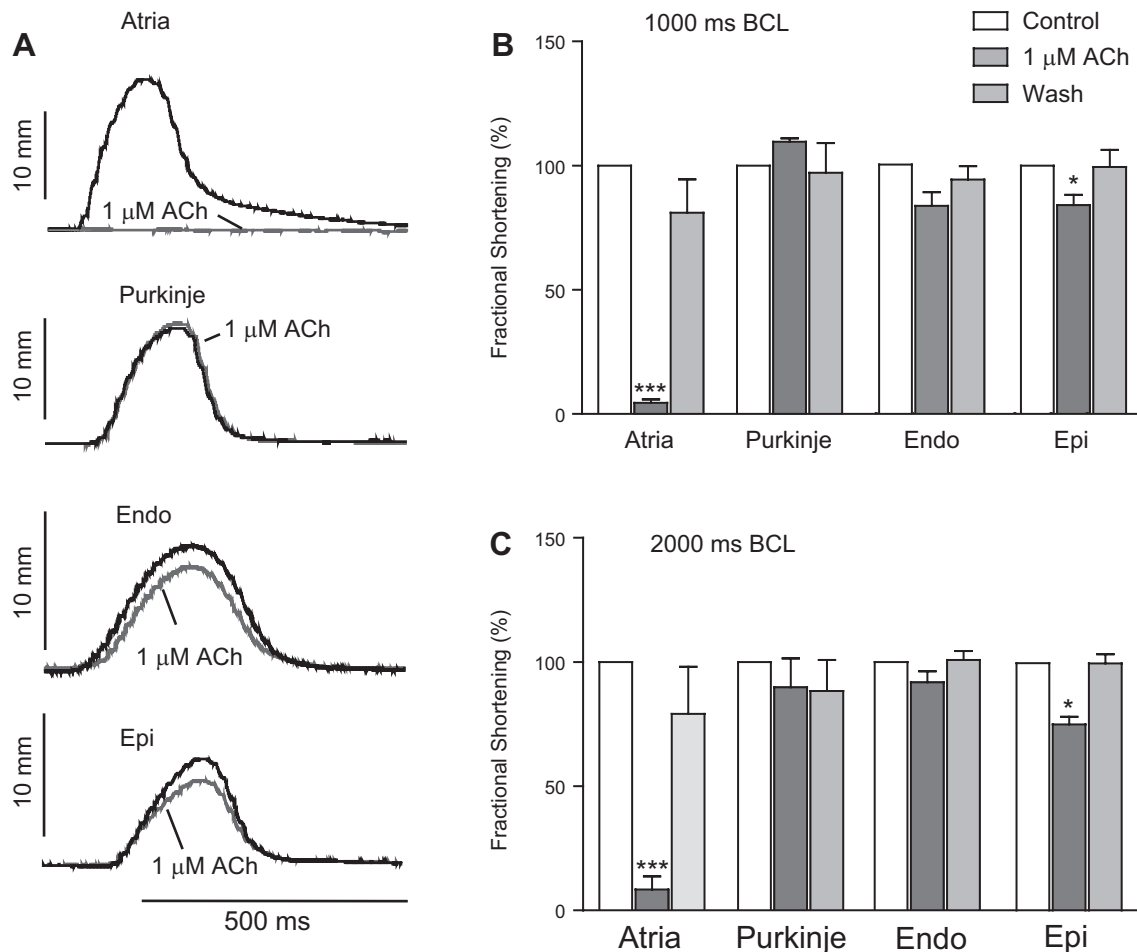 A
Atria
10 mm
1 μM ACh
Purkinje
10 mm
1 μM ACh
Endo
10 mm
1 μM ACh
Epi
10 mm
1 μM ACh
500 ms
B
1000 ms BCL
Control
1 μM ACh
Wash
Fractional Shortening (%)
150
100
50
0
***
*
Atria Purkinje Endo Epi
C
2000 ms BCL
Fractional Shortening (%)
150
100
50
0
***
*
Atria Purkinje Endo Epi